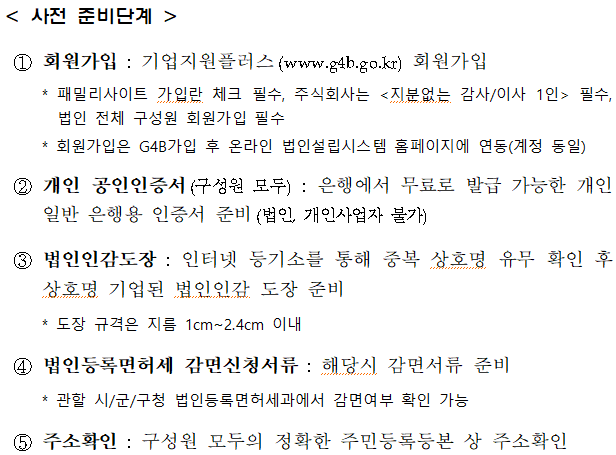 < 사전 준비단계 >
① 회원가입 : 기업지원플러스(www.g4b.go.kr) 회원가입
* 패밀리사이트 가입란 체크 필수, 주식회사는 <지분없는 감사/이사 1인> 필수,
법인 전체 구성원 회원가입 필수
* 회원가입은 G4B가입 후 온라인 법인설립시스템 홈페이지에 연동(계정 동일)
② 개인 공인인증서(구성원 모두) : 은행에서 무료로 발급 가능한 개인
일반 은행용 인증서 준비(법인, 개인사업자 불가)
③ 법인인감도장 : 인터넷 등기소를 통해 중복 상호명 유무 확인 후
상호명 기업된 법인인감 도장 준비
* 도장 규격은 지름 1cm~2.4cm 이내
④ 법인등록면허세 감면신청서류 : 해당시 감면서류 준비
* 관할 시/군/구청 법인등록면허세과에서 감면여부 확인 가능
⑤ 주소확인 : 구성원 모두의 정확한 주민등록등본 상 주소확인